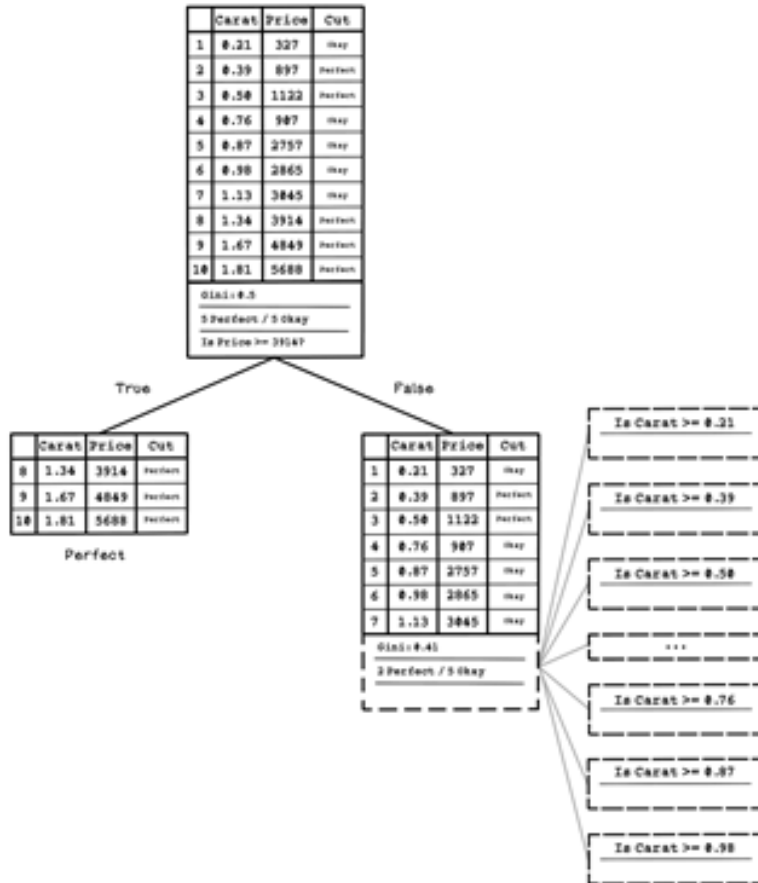 Carat Price Cut
1 0.21 327 Okay
2 0.39 897 Perfect
3 0.50 1122 Perfect
4 0.76 907 Okay
5 0.87 2757 Okay
6 0.98 2865 Okay
7 1.13 3045 Okay
8 1.34 3914 Perfect
9 1.67 4849 Perfect
10 1.81 5688 Perfect
Gini: 0.5
5 Perfect / 5 Okay
Is Price >= 3914?
True
False
Carat Price Cut
8 1.34 3914 Perfect
9 1.67 4849 Perfect
10 1.81 5688 Perfect
Perfect
Carat Price Cut
1 0.21 327 Okay
2 0.39 897 Perfect
3 0.50 1122 Perfect
4 0.76 907 Okay
5 0.87 2757 Okay
6 0.98 2865 Okay
7 1.13 3045 Okay
Gini: 0.41
2 Perfect / 5 Okay
Is Carat >= 0.21
Is Carat >= 0.39
Is Carat >= 0.50
...
Is Carat >= 0.76
Is Carat >= 0.87
Is Carat >= 0.98